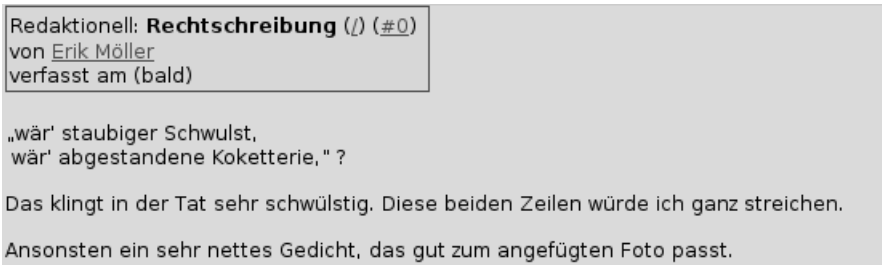 Redaktionell: Rechtschreibung (/) (#0)
von Erik Möller
verfasst am (bald)
„wär' staubiger Schwulst,
wär' abgestandene Koketterie," ?
Das klingt in der Tat sehr schwülstig. Diese beiden Zeilen würde ich ganz streichen.
Ansonsten ein sehr nettes Gedicht, das gut zum angefügten Foto passt.